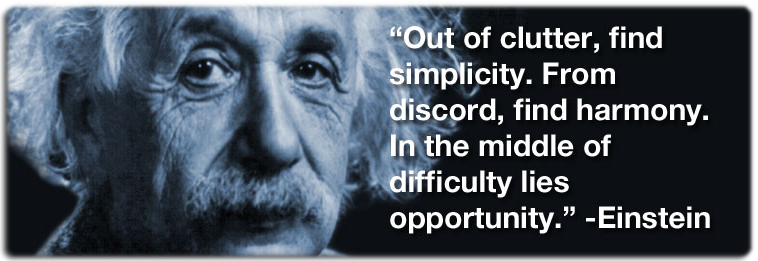 “Out of clutter, find
simplicity. From
discord, find harmony.
In the middle of
difficulty lies
opportunity.” -Einstein